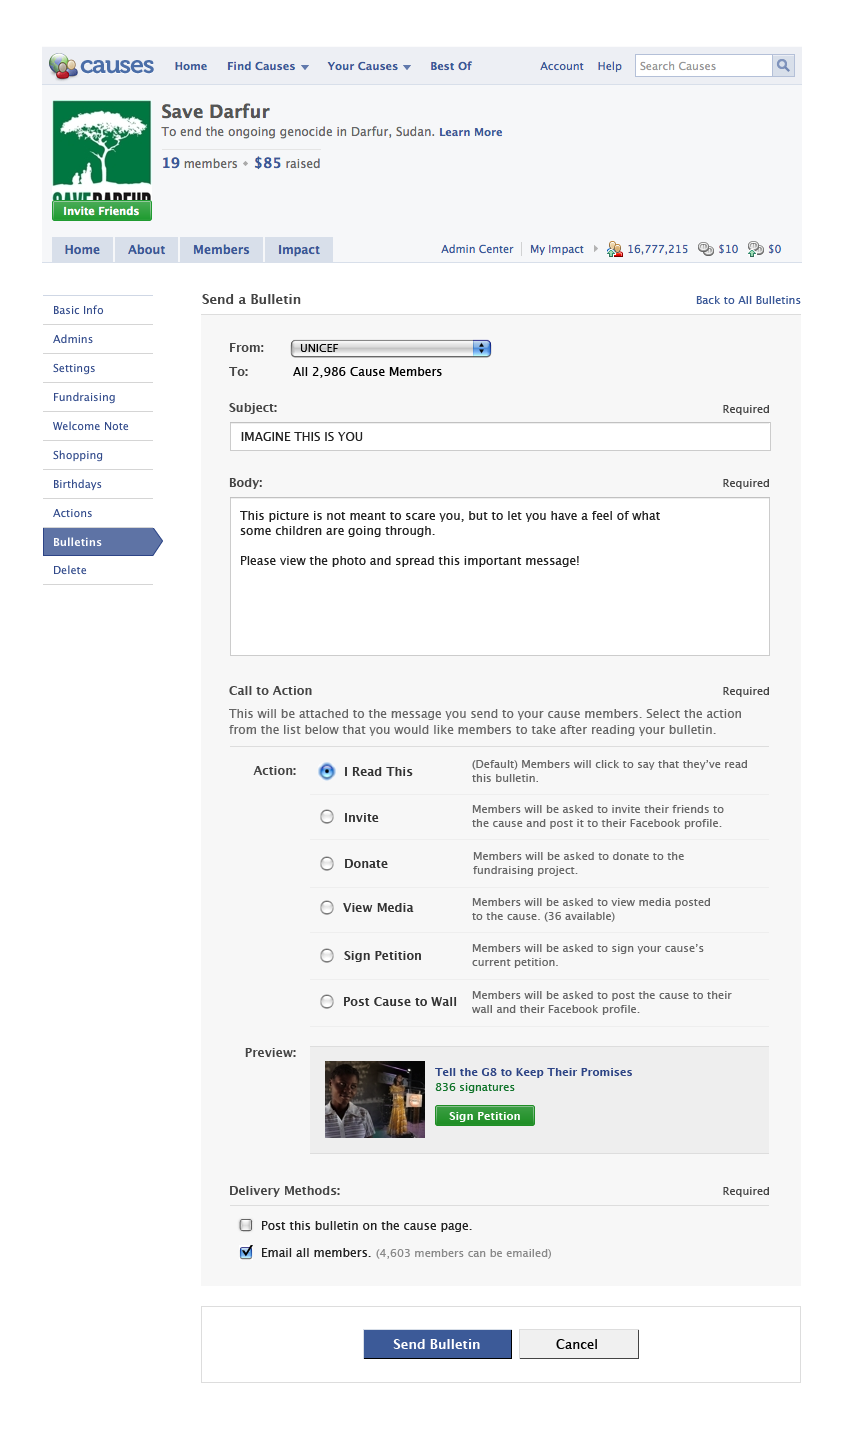 causes
Home
Find Causes
Your Causes
Best Of
Account
Help
Search Causes
Save Darfur
To end the ongoing genocide in Darfur, Sudan. Learn More
19 members • $85 raised
SAVEDARFUR
Invite Friends
Home
About
Members
Impact
Admin Center
My Impact
16,777,215
$10
$0
Basic Info
Admins
Settings
Fundraising
Welcome Note
Shopping
Birthdays
Actions
Bulletins
Delete
Send a Bulletin
Back to All Bulletins
From: UNICEF
To: All 2,986 Cause Members
Subject: Required
IMAGINE THIS IS YOU
Body: Required
This picture is not meant to scare you, but to let you have a feel of what
some children are going through.
Please view the photo and spread this important message!
Call to Action Required
This will be attached to the message you send to your cause members. Select the action
from the list below that you would like members to take after reading your bulletin.
Action:
I Read This
(Default) Members will click to say that they've read
this bulletin.
Invite
Members will be asked to invite their friends to
the cause and post it to their Facebook profile.
Donate
Members will be asked to donate to the
fundraising project.
View Media
Members will be asked to view media posted
to the cause. (36 available)
Sign Petition
Members will be asked to sign your cause's
current petition.
Post Cause to Wall
Members will be asked to post the cause to their
wall and their Facebook profile.
Preview:
Tell the G8 to Keep Their Promises
836 signatures
Sign Petition
Delivery Methods: Required
Post this bulletin on the cause page.
Email all members. (4,603 members can be emailed)
Send Bulletin
Cancel